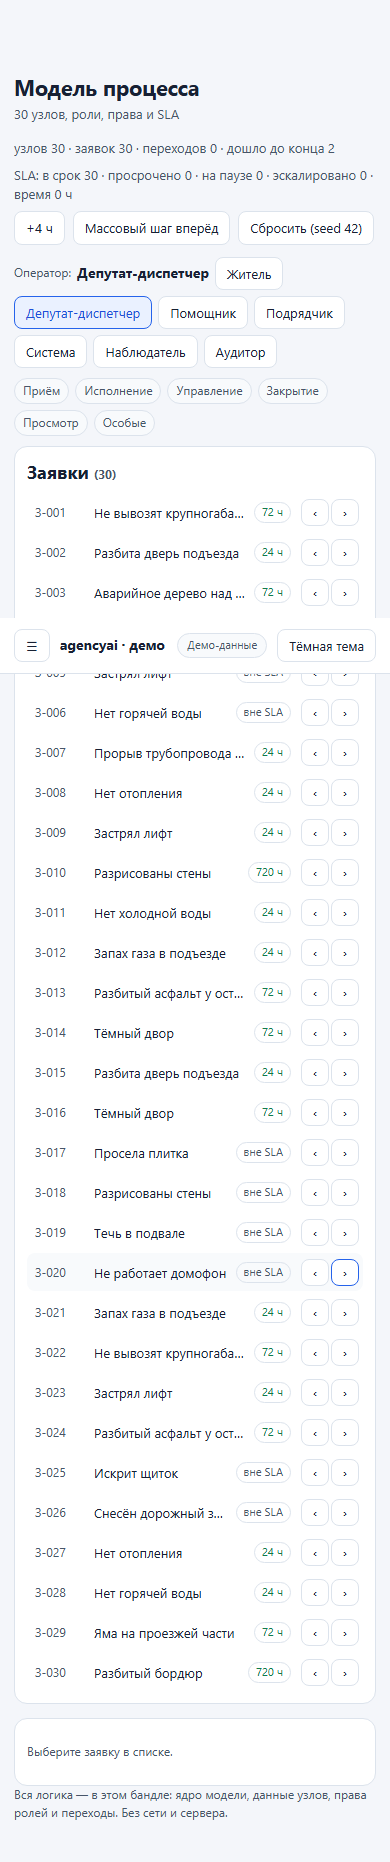 Модель процесса
30 узлов, роли, права и SLA
узлов 30 · заявок 30 · переходов 0 · дошло до конца 2
SLA: в срок 30 · просрочено 0 · на паузе 0 · эскалировано 0 ·
время 0 ч
+4 ч Массовый шаг вперёд Сбросить (seed 42)
Оператор: Депутат-диспетчер Житель
Депутат-диспетчер Помощник Подрядчик
Система Наблюдатель Аудитор
Приём Исполнение Управление Закрытие
Просмотр Особые
Заявки (30)
З-001 Не вывозят крупногаба... 72 ч ‹ ›
З-002 Разбита дверь подъезда 24 ч ‹ ›
З-003 Аварийное дерево над ... 72 ч ‹ ›
☰ agencyai · демо Демо-данные Тёмная тема
З-005 Застрял лифт вне SLA
З-006 Нет горячей воды вне SLA ‹ ›
З-007 Прорыв трубопровода ... 24 ч ‹ ›
З-008 Нет отопления 24 ч ‹ ›
З-009 Застрял лифт 24 ч ‹ ›
З-010 Разрисованы стены 720 ч ‹ ›
З-011 Нет холодной воды 24 ч ‹ ›
З-012 Запах газа в подъезде 24 ч ‹ ›
З-013 Разбитый асфальт у ост... 72 ч ‹ ›
З-014 Тёмный двор 72 ч ‹ ›
З-015 Разбита дверь подъезда 24 ч ‹ ›
З-016 Тёмный двор 72 ч ‹ ›
З-017 Просела плитка вне SLA ‹ ›
З-018 Разрисованы стены вне SLA ‹ ›
З-019 Течь в подвале вне SLA ‹ ›
З-020 Не работает домофон вне SLA ‹ ›
З-021 Запах газа в подъезде 24 ч ‹ ›
З-022 Не вывозят крупногаба... 72 ч ‹ ›
З-023 Застрял лифт 24 ч ‹ ›
З-024 Разбитый асфальт у ост... 72 ч ‹ ›
З-025 Искрит щиток вне SLA ‹ ›
З-026 Снесён дорожный з... вне SLA ‹ ›
З-027 Нет отопления 24 ч ‹ ›
З-028 Нет горячей воды 24 ч ‹ ›
З-029 Яма на проезжей части 72 ч ‹ ›
З-030 Разбитый бордюр 720 ч ‹ ›
Выберите заявку в списке.
Вся логика — в этом бандле: ядро модели, данные узлов, права
ролей и переходы. Без сети и сервера.